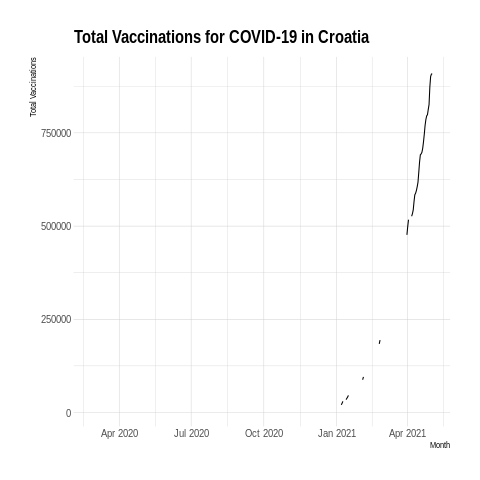 Total Vaccinations for COVID-19 in Croatia
Total Vaccinations
750000
500000
250000
0
Apr 2020 Jul 2020 Oct 2020 Jan 2021 Apr 2021
Month